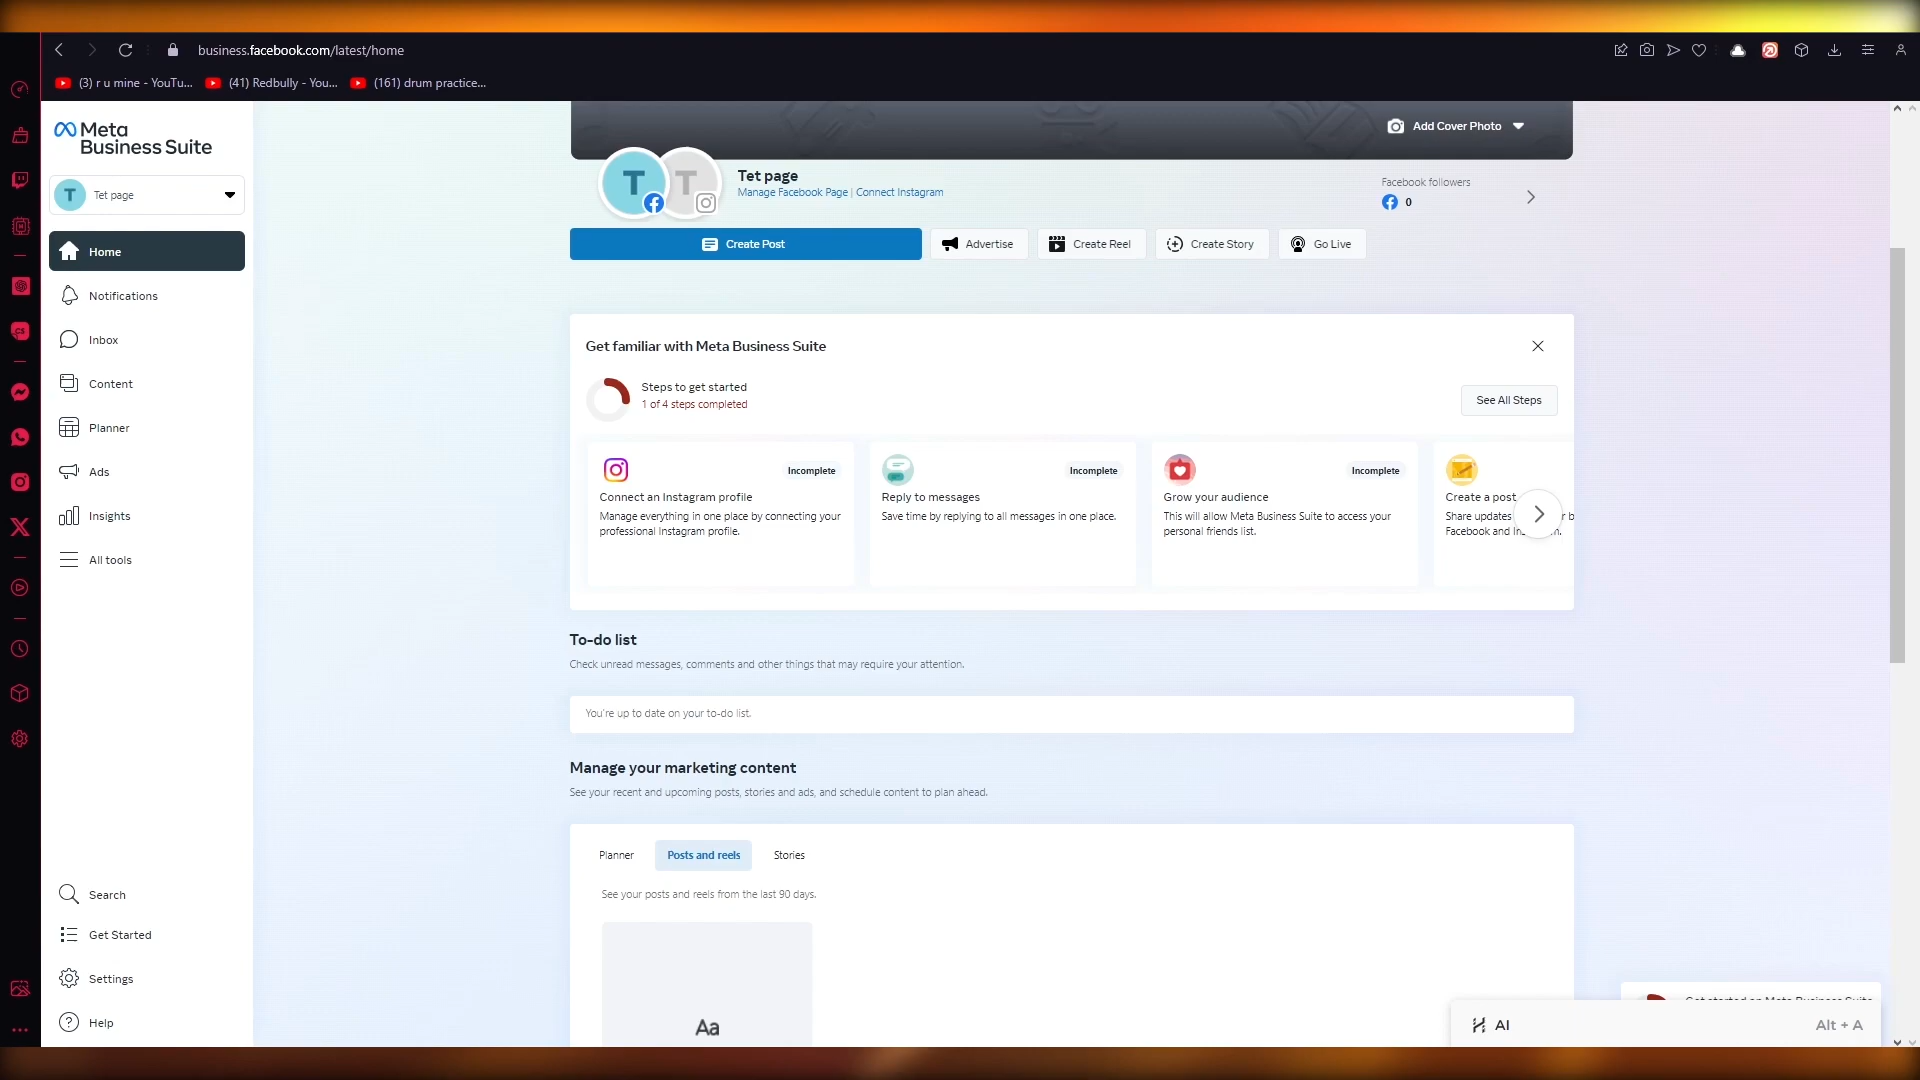 business.facebook.com/latest/home
(3) r u mine - YouTu...
(41) Redbully - You...
(161) drum practice...
Meta
Business Suite
T
Tet page
Home
Notifications
Inbox
Content
Planner
Ads
Insights
All tools
Search
Get Started
Settings
Help
Add Cover Photo
T
T
Tet page
Manage Facebook Page | Connect Instagram
Facebook followers
0
Create Post
Advertise
Create Reel
Create Story
Go Live
Get familiar with Meta Business Suite
Steps to get started
1 of 4 steps completed
See All Steps
Incomplete
Connect an Instagram profile
Manage everything in one place by connecting your
professional Instagram profile.
Incomplete
Reply to messages
Save time by replying to all messages in one place.
Incomplete
Grow your audience
This will allow Meta Business Suite to access your
personal friends list.
Create a post
Share updates
Facebook and
To-do list
Check unread messages, comments and other things that may require your attention.
You're up to date on your to-do list.
Manage your marketing content
See your recent and upcoming posts, stories and ads, and schedule content to plan ahead.
Planner
Posts and reels
Stories
See your posts and reels from the last 90 days.
Aa
Get started on Meta Business Suite
AI
Alt + A